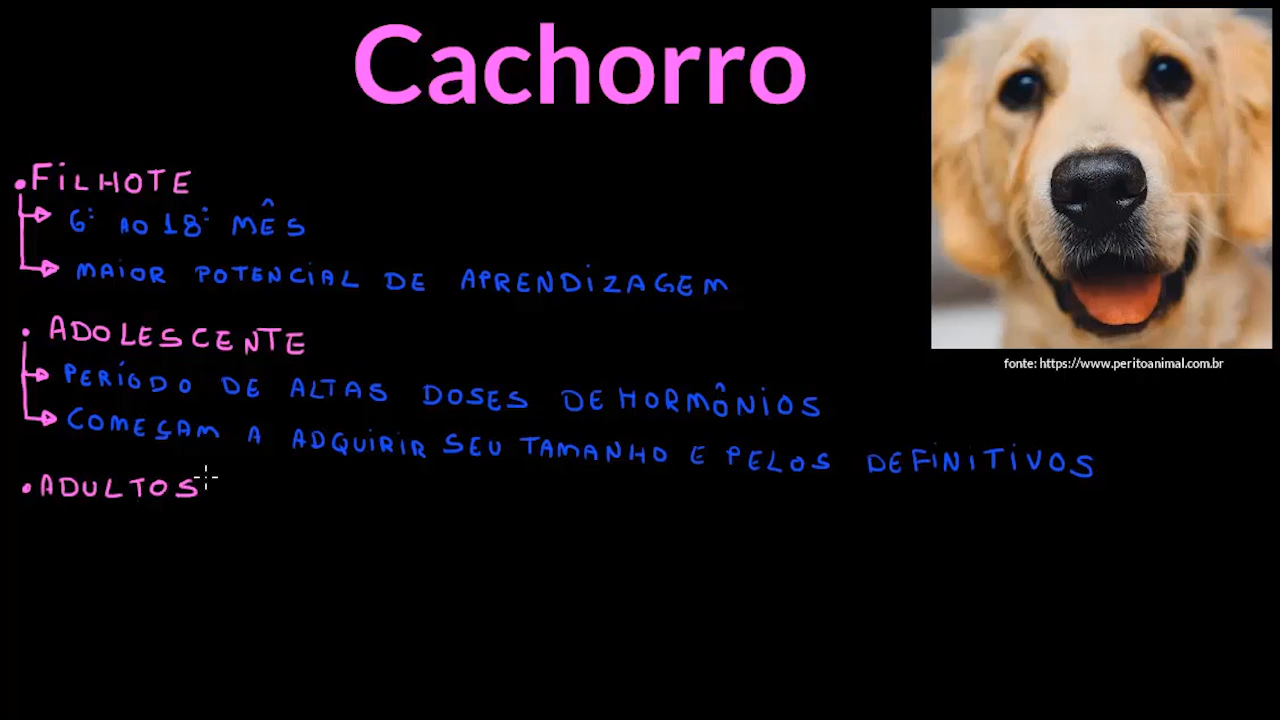 Cachorro
• FILHOTE
6º AO 18º MÊS
MAIOR POTENCIAL DE APRENDIZAGEM
• ADOLESCENTE
PERÍODO DE ALTAS DOSES DE HORMÔNIOS
COMEÇAM A ADQUIRIR SEU TAMANHO E PELOS DEFINITIVOS
• ADULTOS
fonte: https://www.peritoanimal.com.br